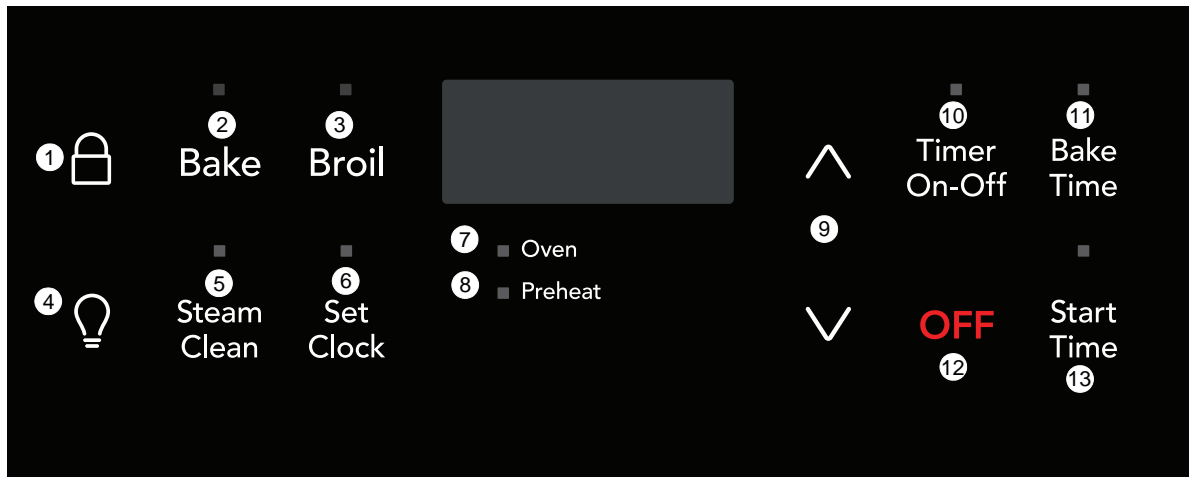 10
11
2
3
1
Bake
Broil
Timer
On-Off
Bake
Time
7
Oven
9
8
Preheat
4
5
6
Steam
Clean
Set
Clock
OFF
12
Start
Time
13